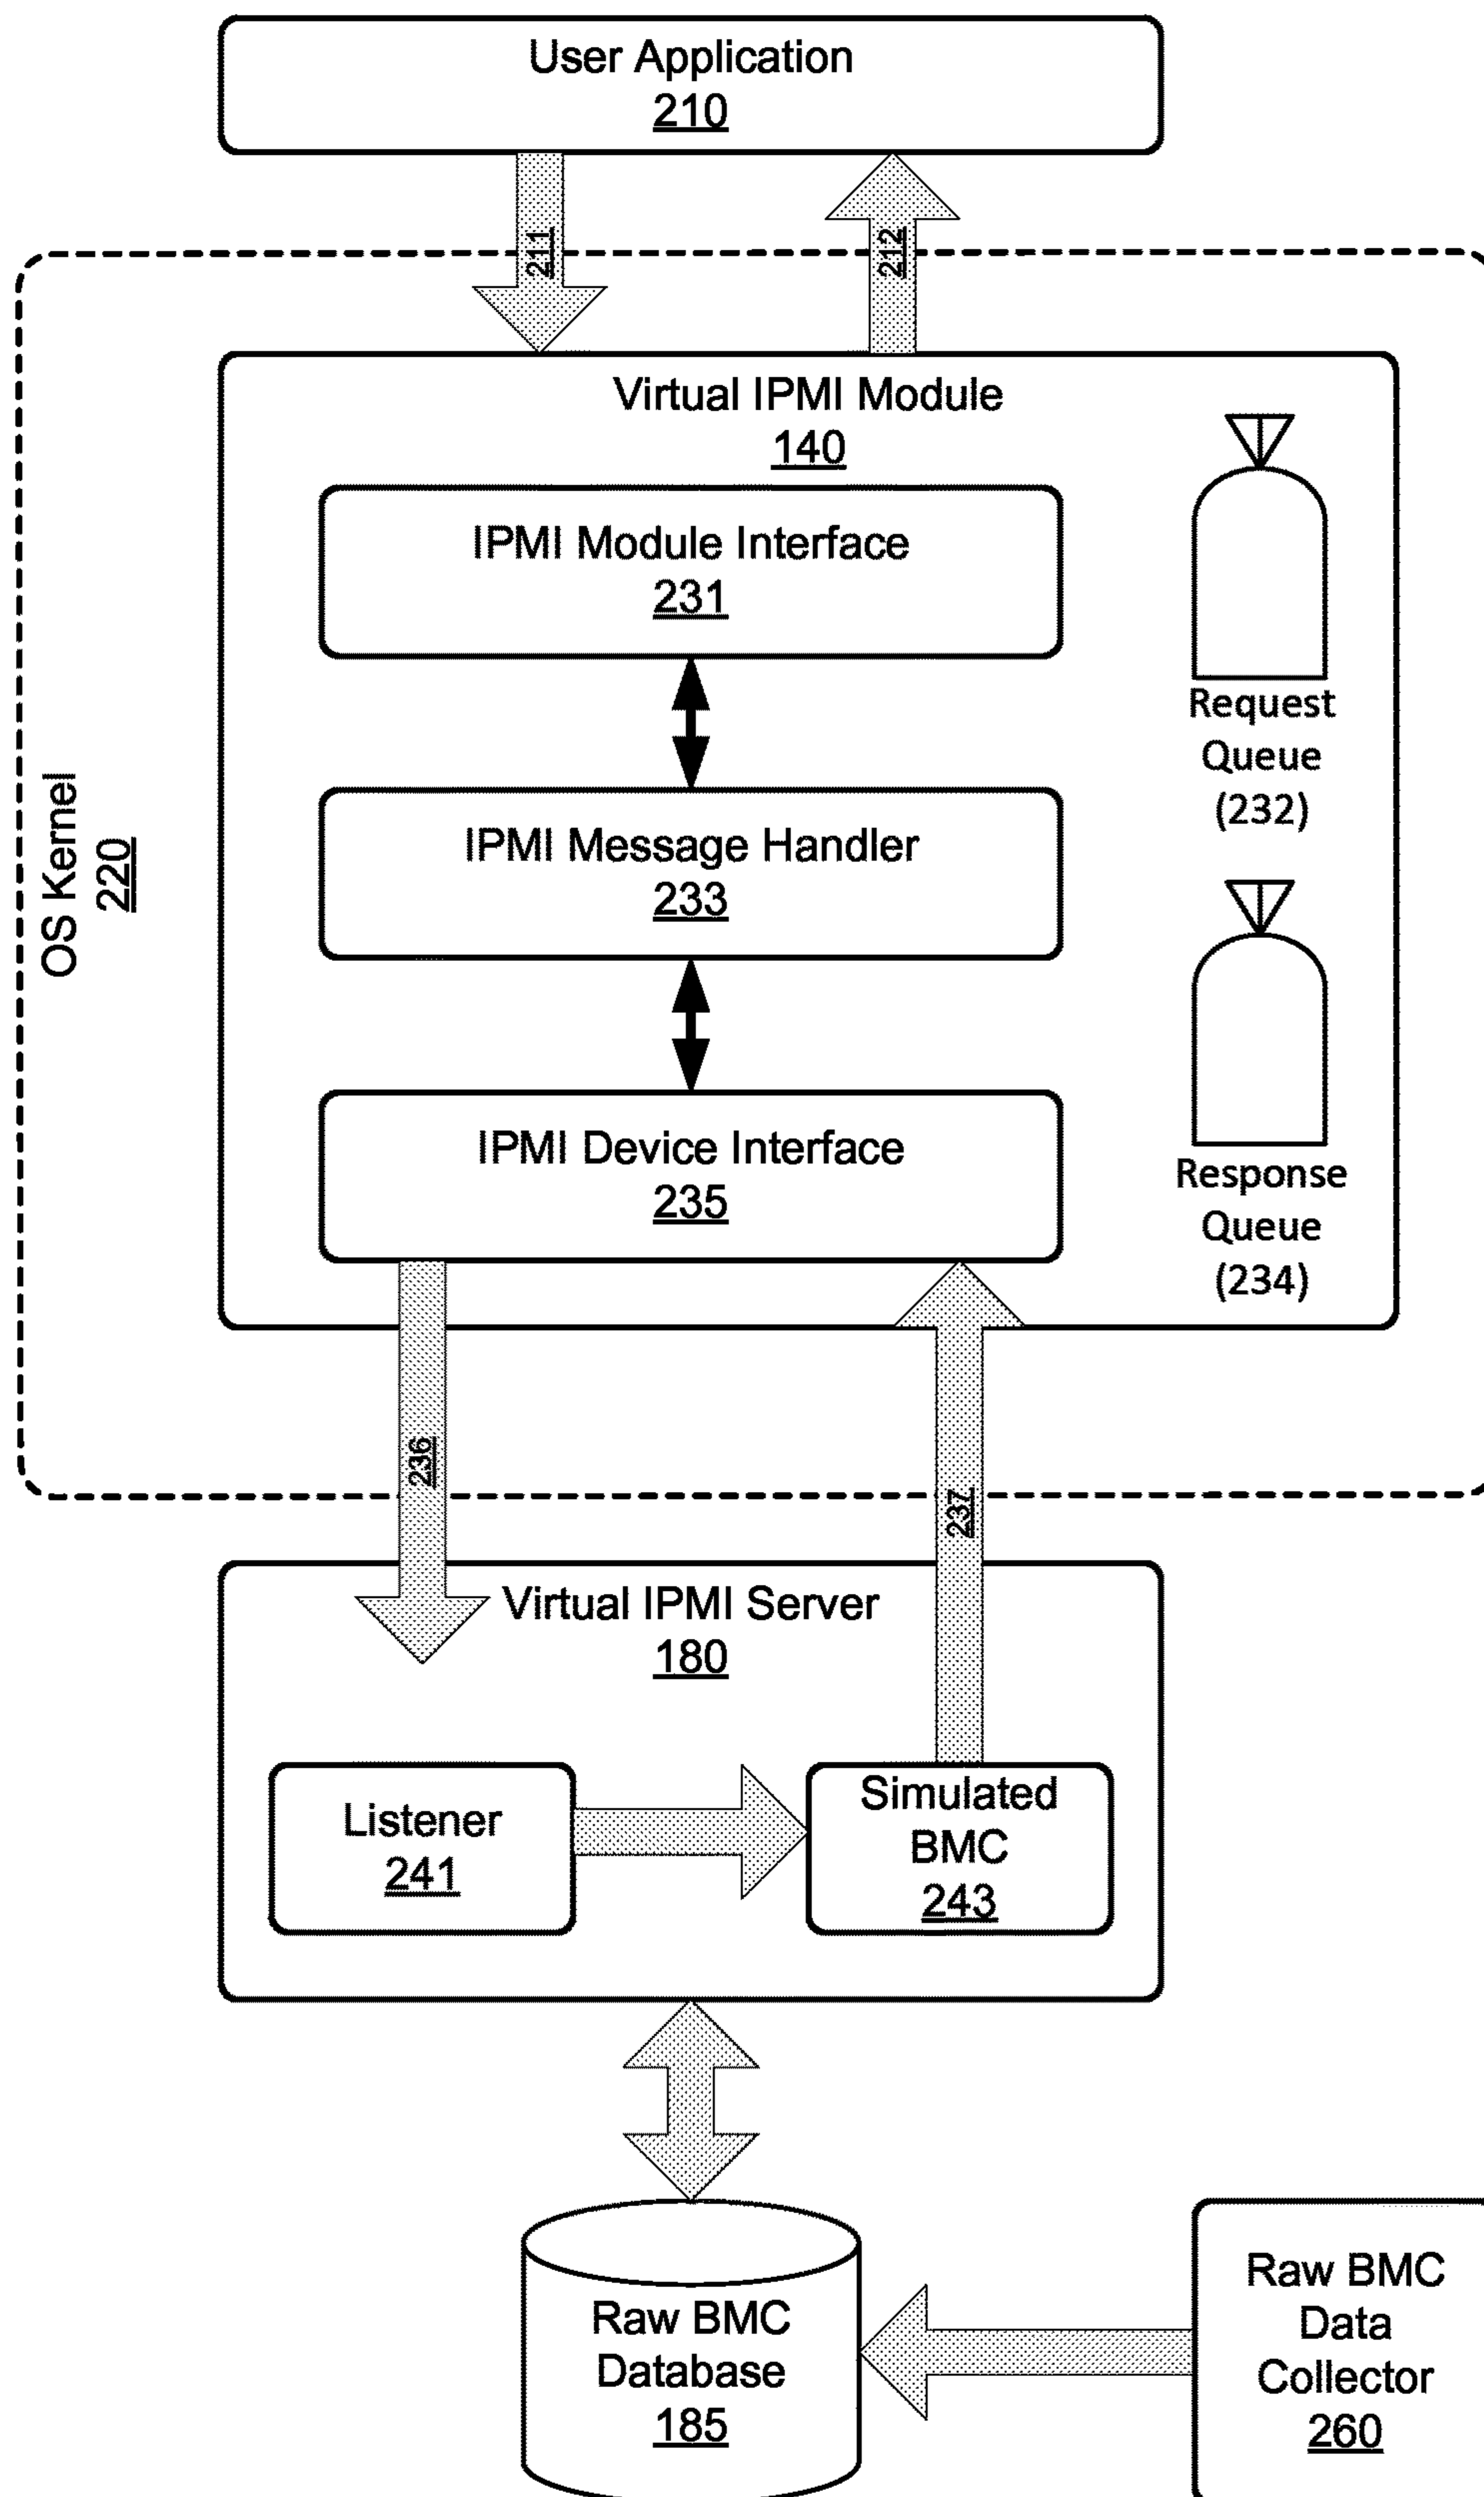 User Application
210
211
212
OS Kernel
220
Virtual IPMI Module
140
IPMI Module Interface
231
Request
Queue
(232)
IPMI Message Handler
233
IPMI Device Interface
235
Response
Queue
(234)
236
237
Virtual IPMI Server
180
Listener
241
Simulated
BMC
243
Raw BMC
Database
185
Raw BMC
Data
Collector
260